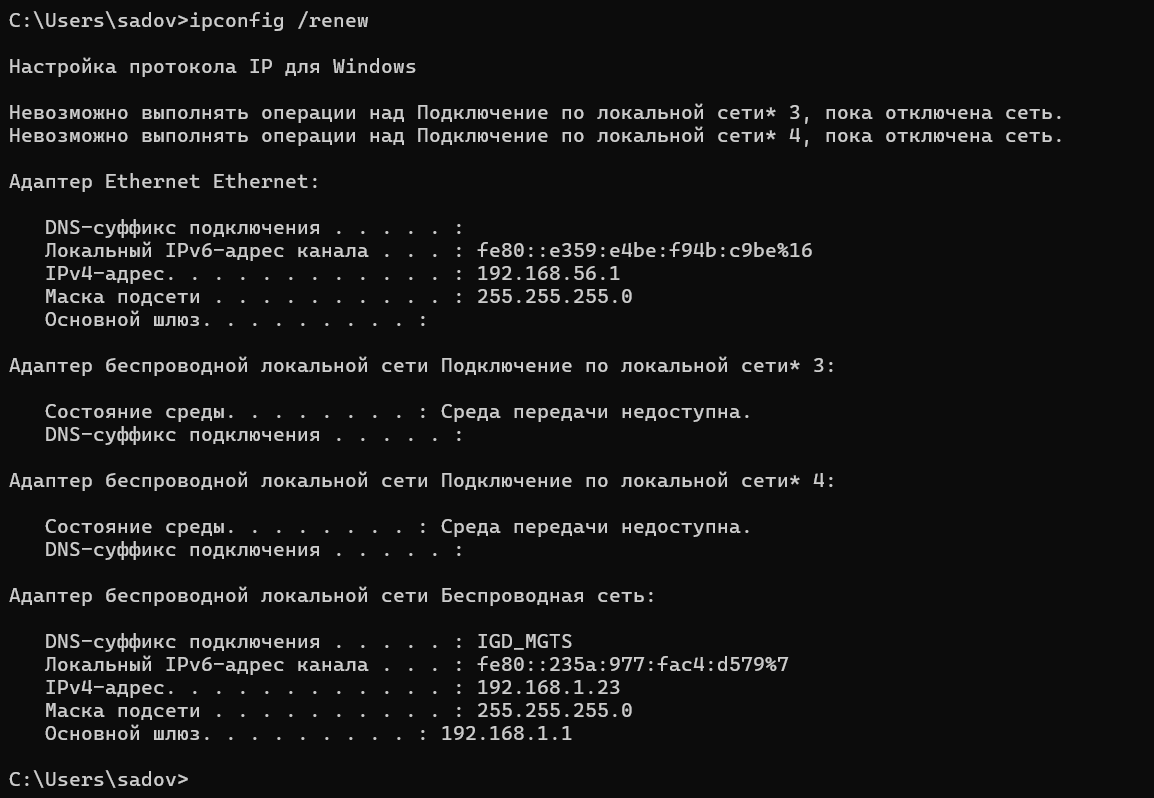 C:\Users\sadov>ipconfig /renew
Настройка протокола IP для Windows
Невозможно выполнять операции над Подключение по локальной сети* 3, пока отключена сеть.
Невозможно выполнять операции над Подключение по локальной сети* 4, пока отключена сеть.
Адаптер Ethernet Ethernet:
DNS-суффикс подключения . . . . . :
Локальный IPv6-адрес канала . . . : fe80::e359:e4be:f94b:c9be%16
IPv4-адрес. . . . . . . . . . . . : 192.168.56.1
Маска подсети . . . . . . . . . . : 255.255.255.0
Основной шлюз. . . . . . . . . :
Адаптер беспроводной локальной сети Подключение по локальной сети* 3:
Состояние среды. . . . . . . . : Среда передачи недоступна.
DNS-суффикс подключения . . . . . :
Адаптер беспроводной локальной сети Подключение по локальной сети* 4:
Состояние среды. . . . . . . . : Среда передачи недоступна.
DNS-суффикс подключения . . . . . :
Адаптер беспроводной локальной сети Беспроводная сеть:
DNS-суффикс подключения . . . . . : IGD_MGTS
Локальный IPv6-адрес канала . . . : fe80::235a:977:fac4:d579%7
IPv4-адрес. . . . . . . . . . . . : 192.168.1.23
Маска подсети . . . . . . . . . . : 255.255.255.0
Основной шлюз. . . . . . . . . : 192.168.1.1
C:\Users\sadov>